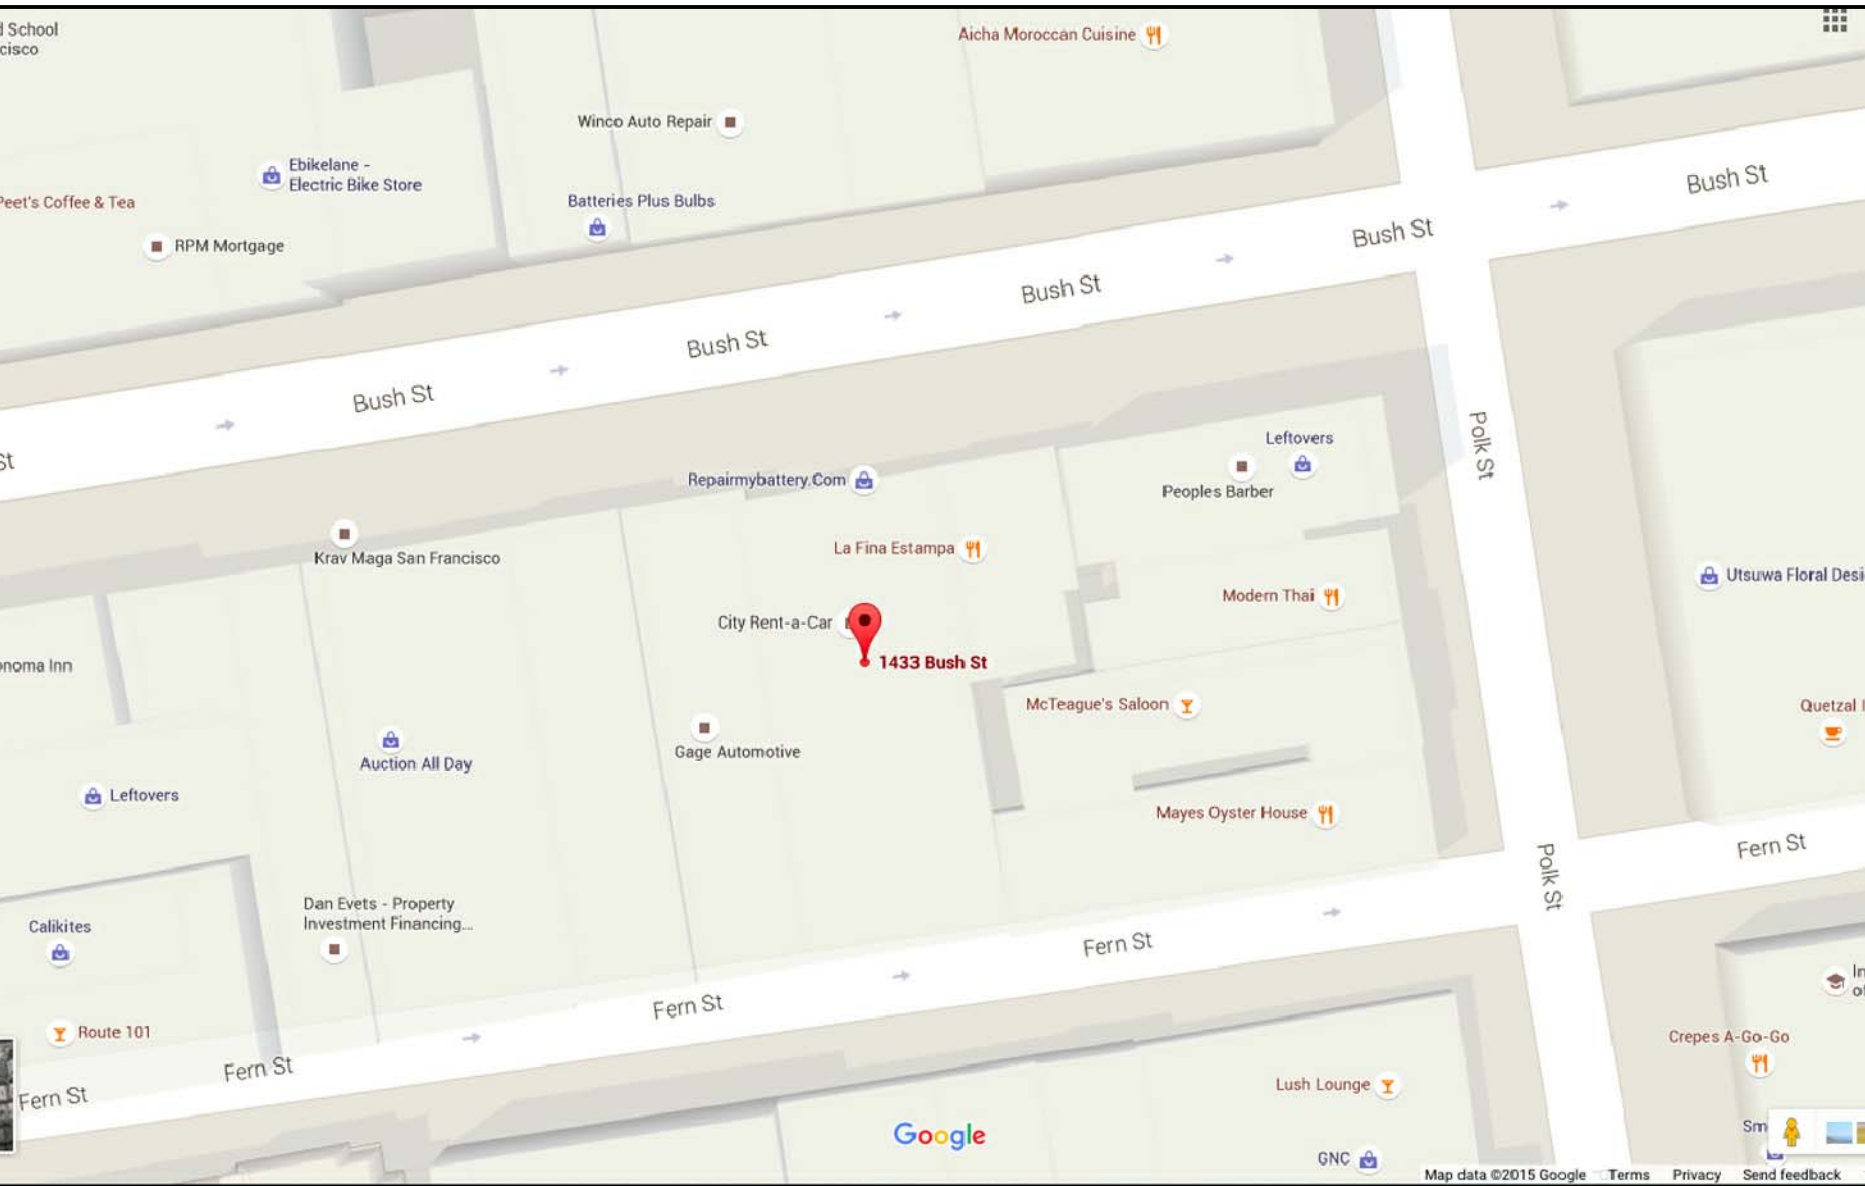 d School
cisco
Aicha Moroccan Cuisine
Winco Auto Repair
Ebikelane -
Electric Bike Store
Batteries Plus Bulbs
Peet's Coffee & Tea
RPM Mortgage
Bush St
Bush St
Bush St
Bush St
Bush St
St
Polk St
Leftovers
Peoples Barber
Repairmybattery.Com
La Fina Estampa
Krav Maga San Francisco
Modern Thai
Utsuwa Floral Desi
City Rent-a-Car
1433 Bush St
onoma Inn
McTeague's Saloon
Quetzal I
Gage Automotive
Auction All Day
Leftovers
Mayes Oyster House
Fern St
Polk St
Dan Evets - Property
Investment Financing...
Calikites
Fern St
Fern St
Fern St
Fern St
Route 101
In
of
Crepes A-Go-Go
Lush Lounge
Google
Sm
GNC
Map data ©2015 Google Terms Privacy Send feedback